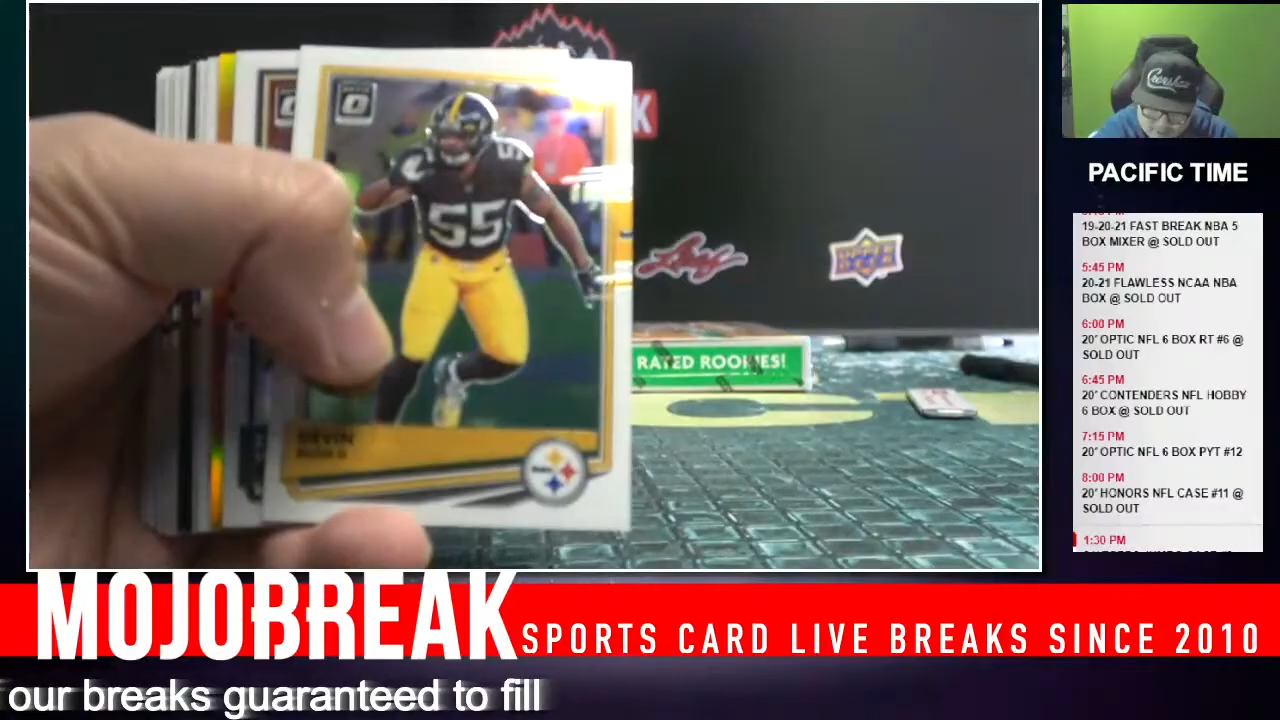 55
DEVIN
RATED ROOKIES!
UPPER DECK
PACIFIC TIME
19-20-21 FAST BREAK NBA 5
BOX MIXER @ SOLD OUT
5:45 PM
20-21 FLAWLESS NCAA NBA
BOX @ SOLD OUT
6:00 PM
20" OPTIC NFL 6 BOX RT #6 @
SOLD OUT
6:45 PM
20" CONTENDERS NFL HOBBY
6 BOX @ SOLD OUT
7:15 PM
20" OPTIC NFL 6 BOX PYT #12
8:00 PM
20" HONORS NFL CASE #11 @
SOLD OUT
1:30 PM
MOJOBREAK
SPORTS CARD LIVE BREAKS SINCE 2010
our breaks guaranteed to fill